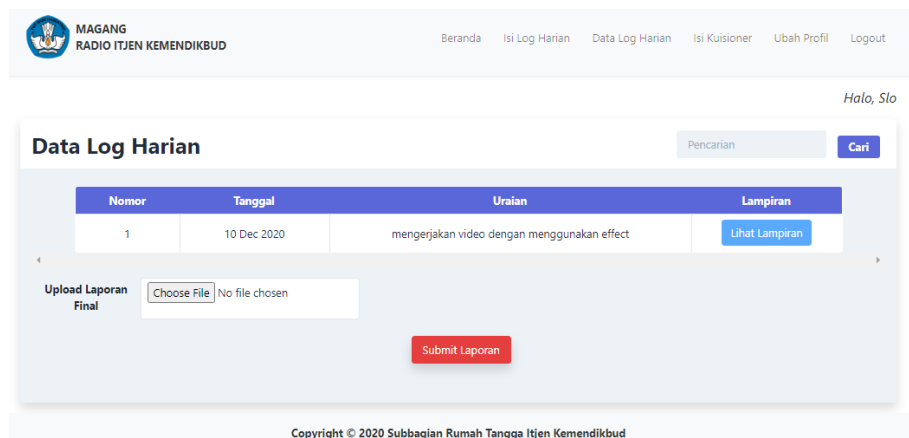 MAGANG
RADIO ITJEN KEMENDIKBUD
Beranda Isi Log Harian Data Log Harian Isi Kuisioner Ubah Profil Logout
Halo, Slo
Data Log Harian
Pencarian Cari
Nomor Tanggal Uraian Lampiran
1 10 Dec 2020 mengerjakan video dengan menggunakan effect Lihat Lampiran
Upload Laporan
Final
Choose File No file chosen
Submit Laporan
Copyright © 2020 Subbagian Rumah Tangga Itjen Kemendikbud